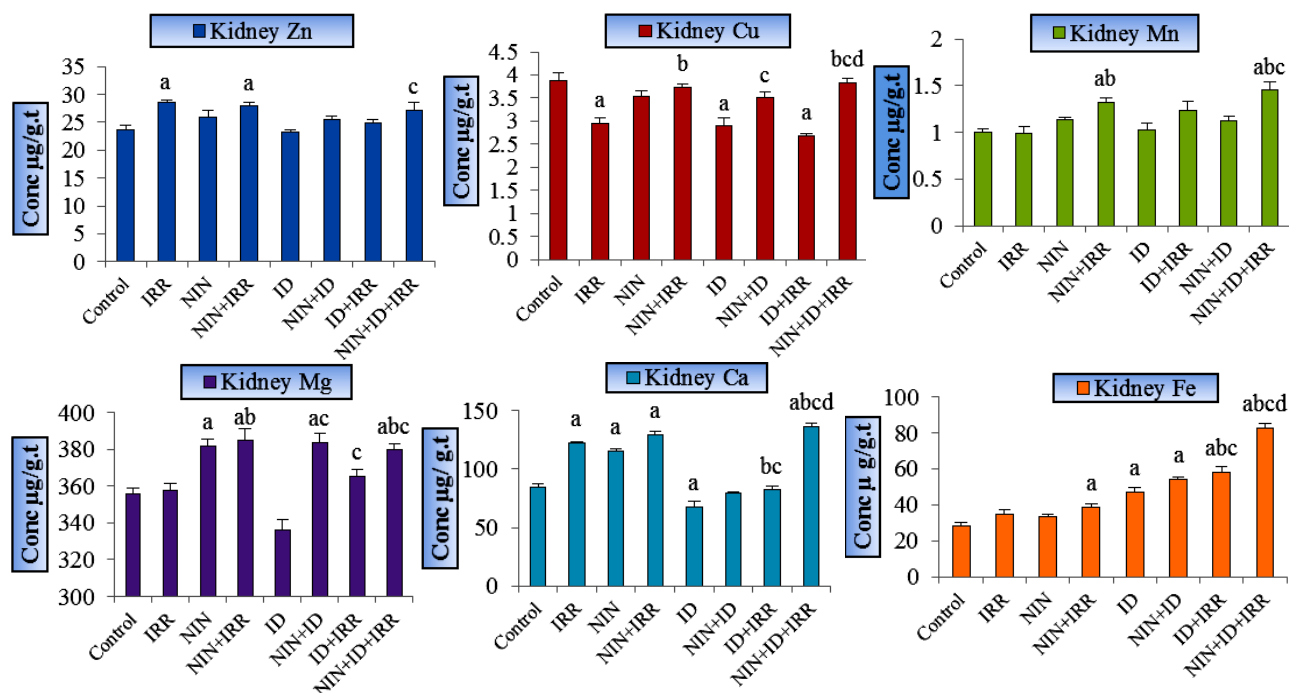 Kidney Zn
Conc µg/g.t
35
30
25
20
15
10
5
0
a
a
c
Control
IRR
NIN
NIN+IRR
ID
NIN+ID
ID+IRR
NIN+ID+IRR
Kidney Cu
Conc µg/g.t
4.5
4
3.5
3
2.5
2
1.5
1
0.5
0
a
b
a
c
a
bcd
Control
IRR
NIN
NIN+IRR
ID
NIN+ID
ID+IRR
NIN+ID+IRR
Kidney Mn
Conc µg/g.t
2
1.5
1
0.5
0
ab
abc
Control
IRR
NIN
NIN+IRR
ID
ID+IRR
NIN+ID
NIN+ID+IRR
Kidney Mg
Conc µg/g.t
400
380
360
340
320
300
a
ab
ac
c
abc
Control
IRR
NIN
NIN+IRR
ID
NIN+ID
ID+IRR
NIN+ID+IRR
Kidney Ca
Conc µg/ g.t
150
100
50
0
a
a
a
a
bc
abcd
Control
IRR
NIN
NIN+IRR
ID
NIN+ID
ID+IRR
NIN+ID+IRR
Kidney Fe
Conc µ g/g.t
100
80
60
40
20
0
a
a
a
abc
abcd
Control
IRR
NIN
NIN+IRR
ID
NIN+ID
ID+IRR
NIN+ID+IRR